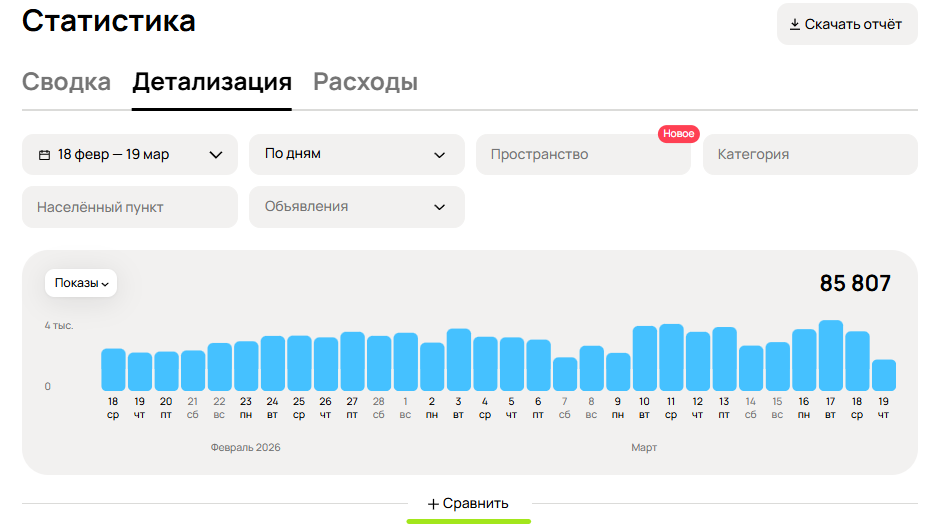 Статистика
Скачать отчёт
Сводка Детализация Расходы
Новое
18 февр — 19 мар По дням Пространство Категория
Населённый пункт Объявления
Показы 85 807
4 тыс.
0
18 19 20 21 22 23 24 25 26 27 28 1 2 3 4 5 6 7 8 9 10 11 12 13 14 15 16 17 18 19
ср чт пт сб вс пн вт ср чт пт сб вс пн вт ср чт пт сб вс пн вт ср чт пт сб вс пн вт ср чт
Февраль 2026 Март
+ Сравнить